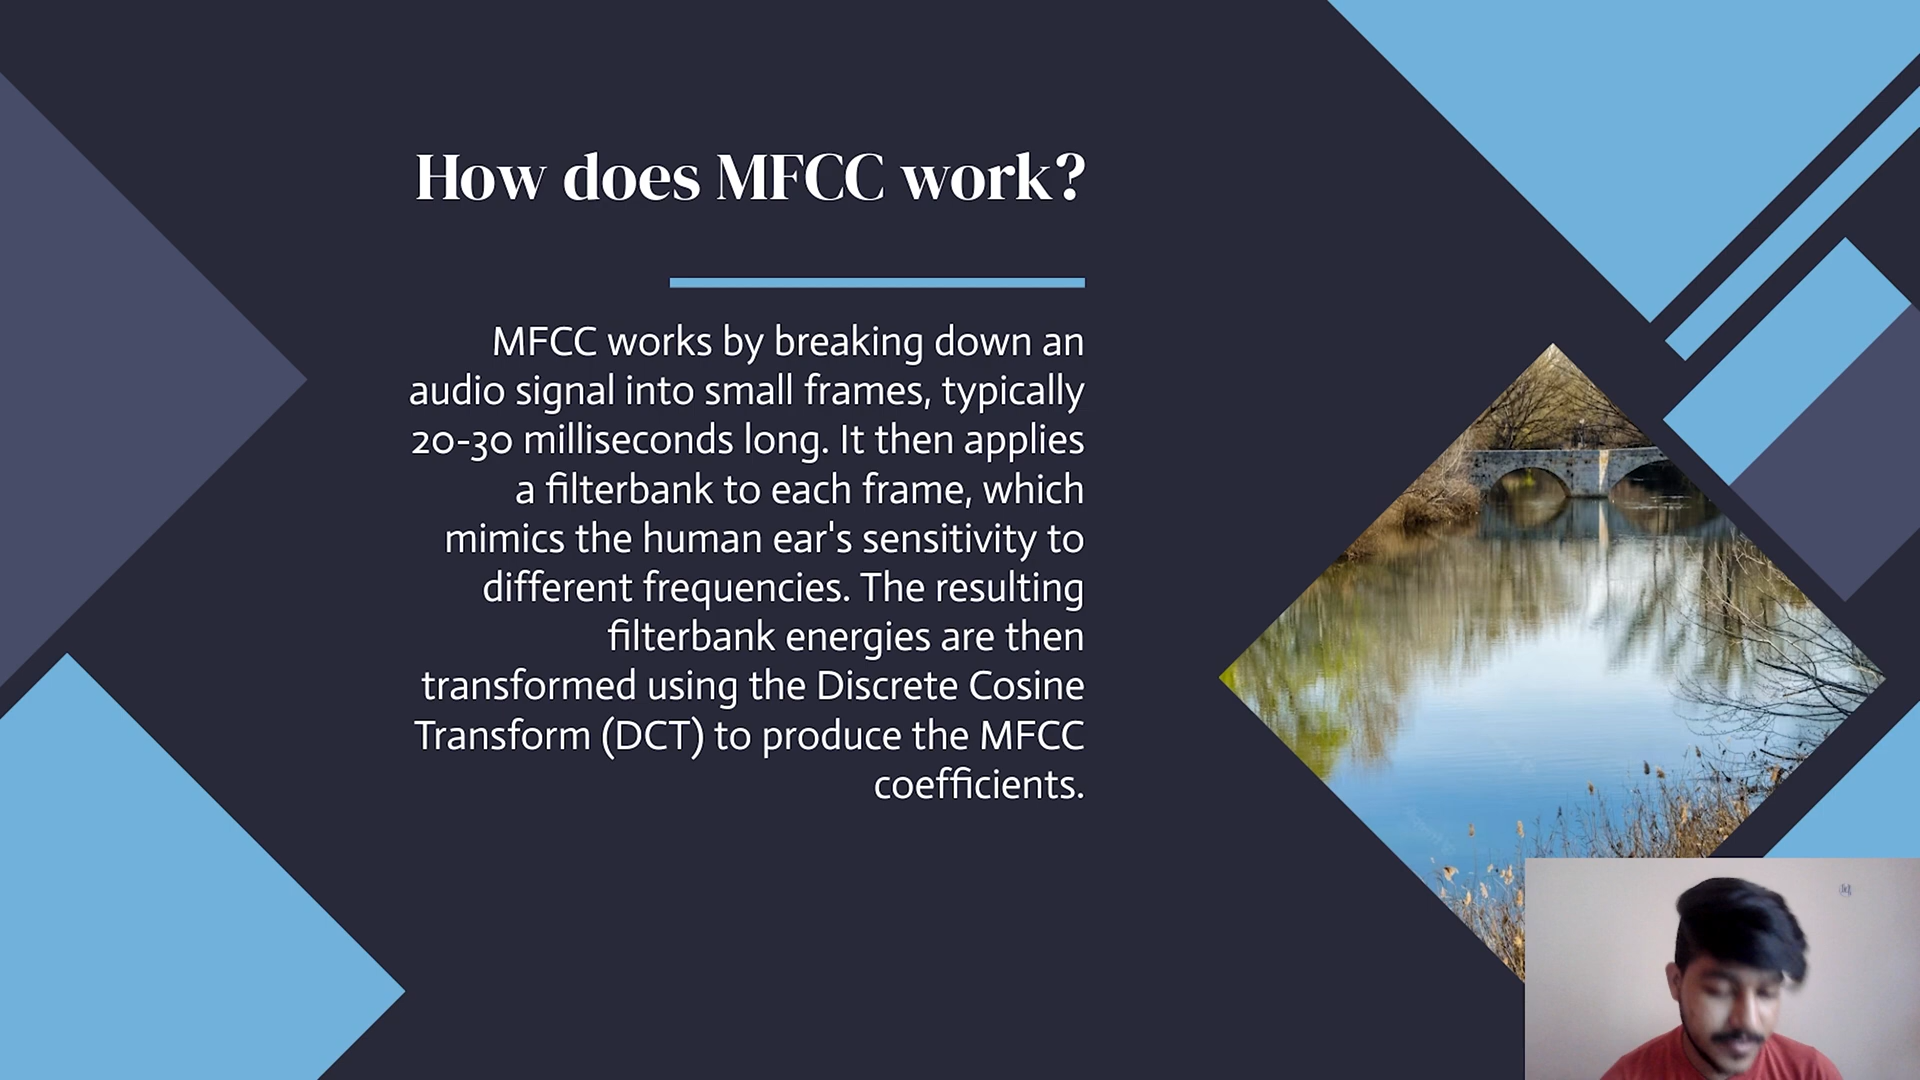 How does MFCC work?
MFCC works by breaking down an
audio signal into small frames, typically
20-30 milliseconds long. It then applies
a filterbank to each frame, which
mimics the human ear's sensitivity to
different frequencies. The resulting
filterbank energies are then
transformed using the Discrete Cosine
Transform (DCT) to produce the MFCC
coefficients.